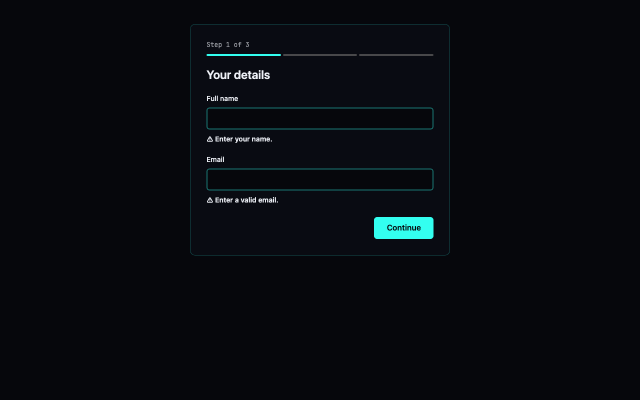 Step 1 of 3
Your details
Full name
⚠ Enter your name.
Email
⚠ Enter a valid email.
Continue